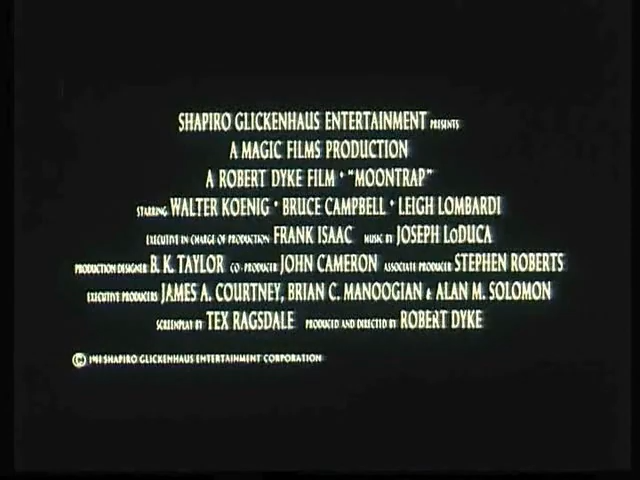 SHAPIRO GLICKENHAUS ENTERTAINMENT PRESENTS
A MAGIC FILMS PRODUCTION
A ROBERT DYKE FILM • "MOONTRAP"
STARRING WALTER KOENIG • BRUCE CAMPBELL • LEIGH LOMBARDI
EXECUTIVE IN CHARGE OF PRODUCTION FRANK ISAAC MUSIC BY JOSEPH LoDUCA
PRODUCTION DESIGNER B. K. TAYLOR CO-PRODUCER JOHN CAMERON ASSOCIATE PRODUCER STEPHEN ROBERTS
EXECUTIVE PRODUCERS JAMES A. COURTNEY, BRIAN C. MANOOGIAN & ALAN M. SOLOMON
SCREENPLAY BY TEX RAGSDALE PRODUCED AND DIRECTED BY ROBERT DYKE
© SHAPIRO GLICKENHAUS ENTERTAINMENT CORPORATION